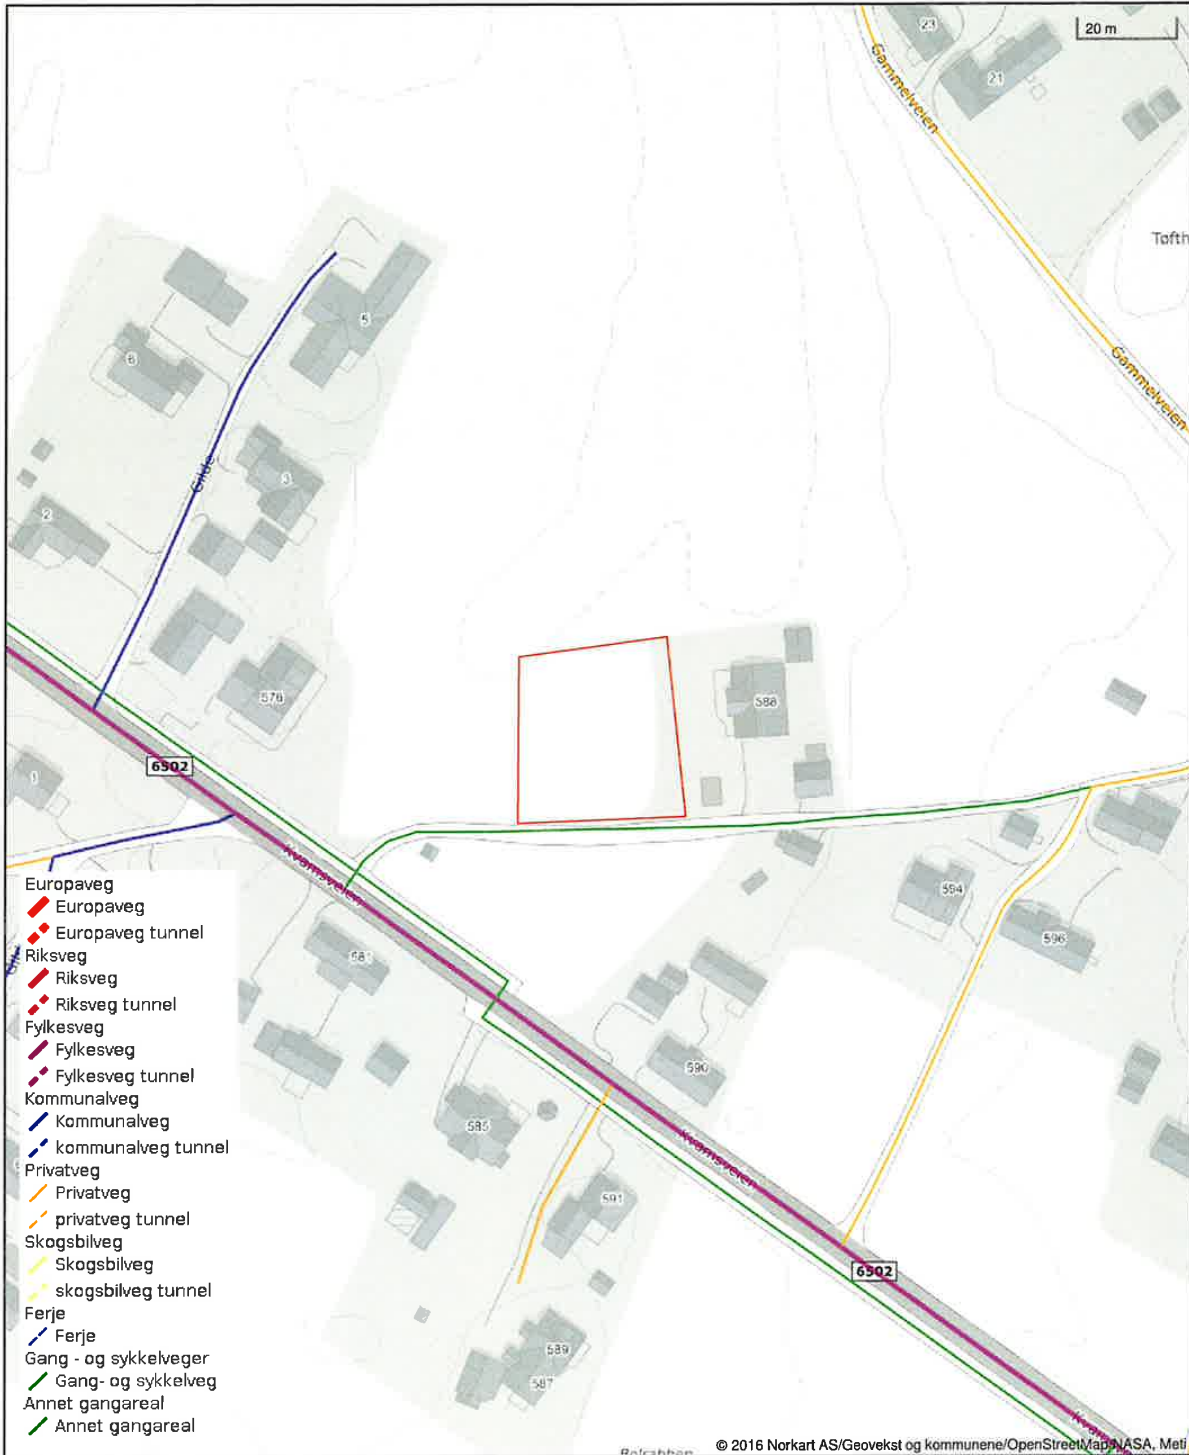 23
21
20 m
Gammelveien
Tøfth
Gammelveien
5
6
3
Gilde
2
576
588
1
6502
Kvamsveien
581
594
596
590
585
591
Kvamsveien
6502
589
587
Europaveg
Europaveg
Europaveg tunnel
Riksveg
Riksveg
Riksveg tunnel
Fylkesveg
Fylkesveg
Fylkesveg tunnel
Kommunalveg
Kommunalveg
kommunalveg tunnel
Privatveg
Privatveg
privatveg tunnel
Skogsbilveg
Skogsbilveg
skogsbilveg tunnel
Ferje
Ferje
Gang - og sykkelveger
Gang- og sykkelveg
Annet gangareal
Annet gangareal
© 2016 Norkart AS/Geovekst og kommunene/OpenStreetMap/NASA, Meti